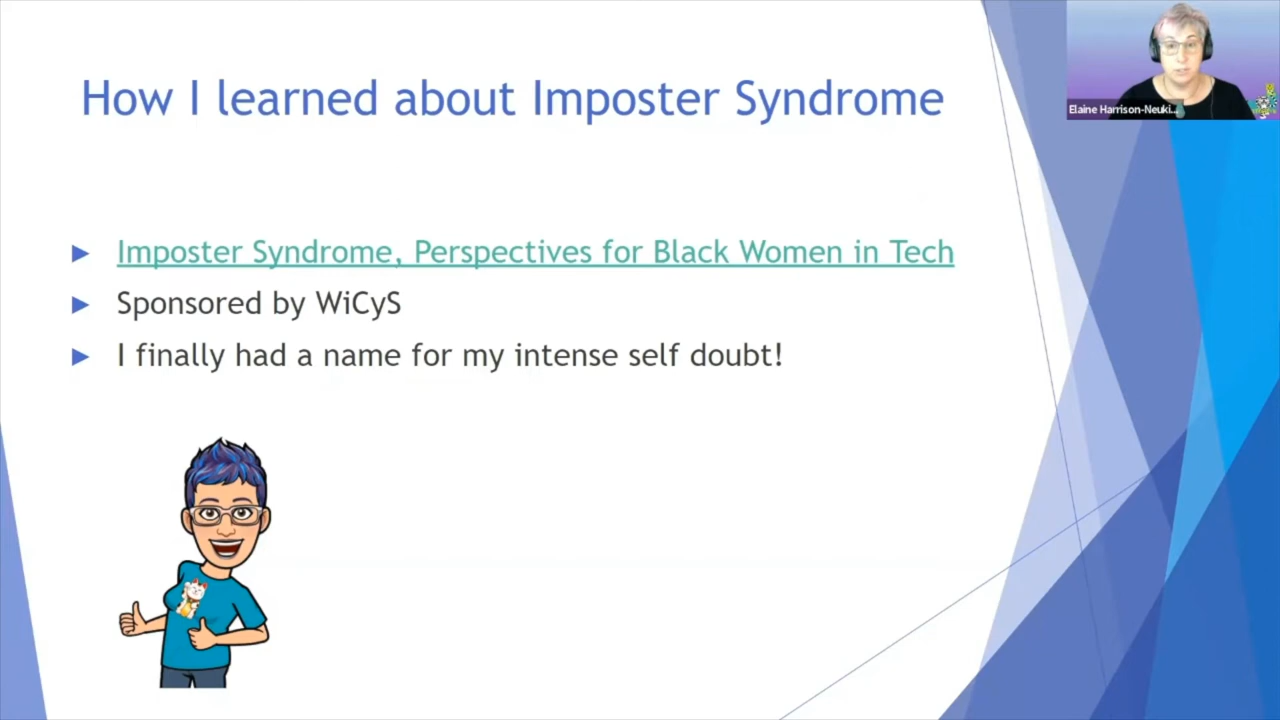 How I learned about Imposter Syndrome
Elaine Harrison-Neuki...
Imposter Syndrome, Perspectives for Black Women in Tech
Sponsored by WiCyS
I finally had a name for my intense self doubt!